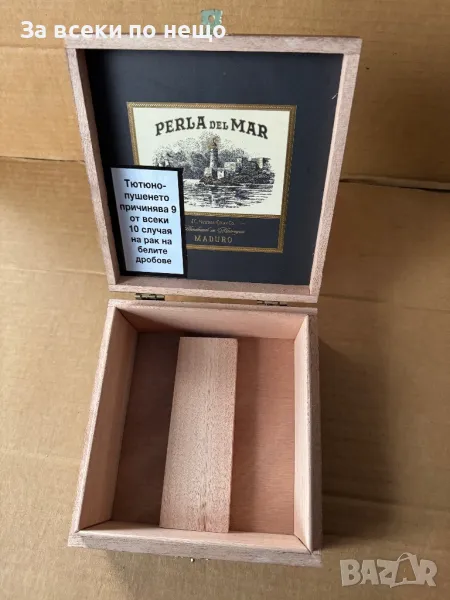 За всеки по нещо
PERLA DEL MAR
MADURO
Тютюно-
пушенето
причинява 9
от всеки
10 случая
на рак на
белите
дробове
BAZAR